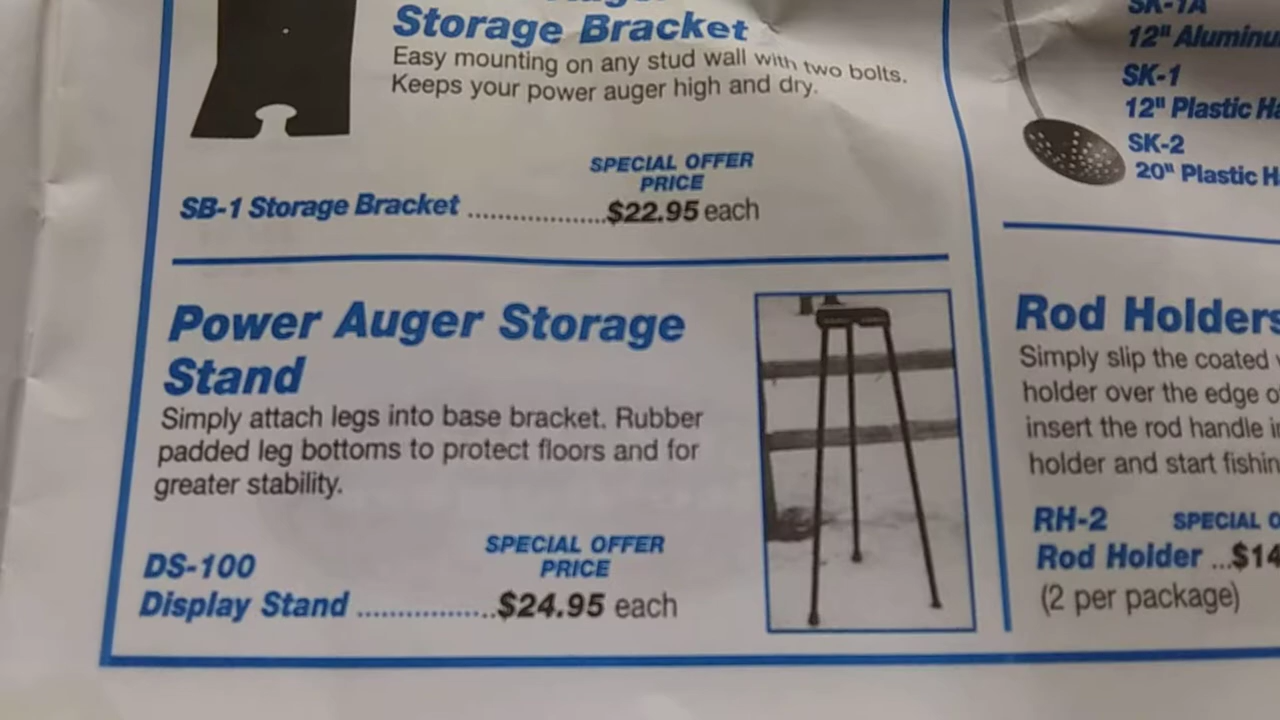 Storage Bracket
Easy mounting on any stud wall with two bolts.
Keeps your power auger high and dry.
SPECIAL OFFER
PRICE
SB-1 Storage Bracket ......................$22.95 each
Power Auger Storage
Stand
Simply attach legs into base bracket. Rubber
padded leg bottoms to protect floors and for
greater stability.
SPECIAL OFFER
PRICE
DS-100
Display Stand ..................$24.95 each
SK-1A
12" Aluminu
SK-1
12" Plastic Ha
SK-2
20" Plastic H
Rod Holders
Simply slip the coated
holder over the edge o
insert the rod handle i
holder and start fishin
RH-2 SPECIAL O
Rod Holder ...$14
(2 per package)